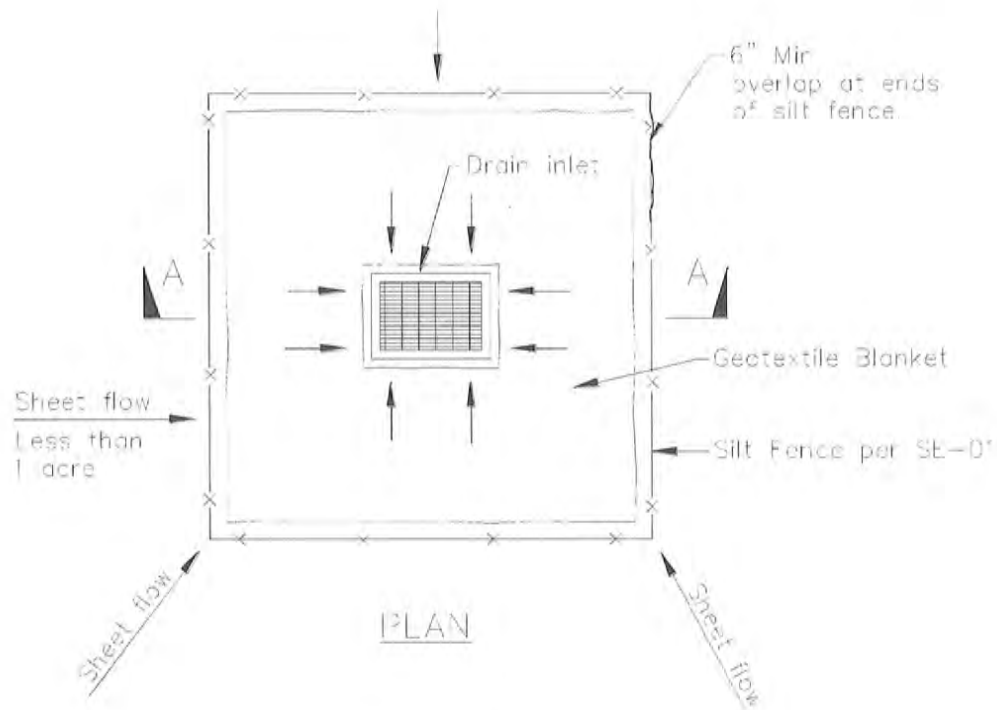 6" Min
overlap at ends
of silt fence
Drain inlet
A
A
Geotextile Blanket
Sheet flow
Less than
1 acre
Silt Fence per SE-01
Sheet flow
Sheet flow
PLAN